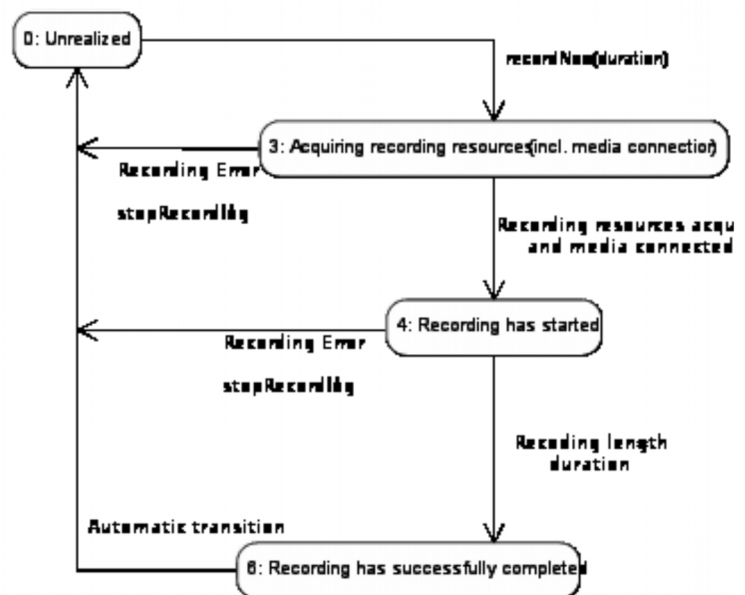 0: Unrealized
recordNow(duration)
3: Acquiring recording resources(incl. media connection)
Recording Error
stopRecording
Recording resources acqu
and media connected
4: Recording has started
Recording Error
stopRecording
Recoding length
duration
Automatic transition
6: Recording has successfully completed